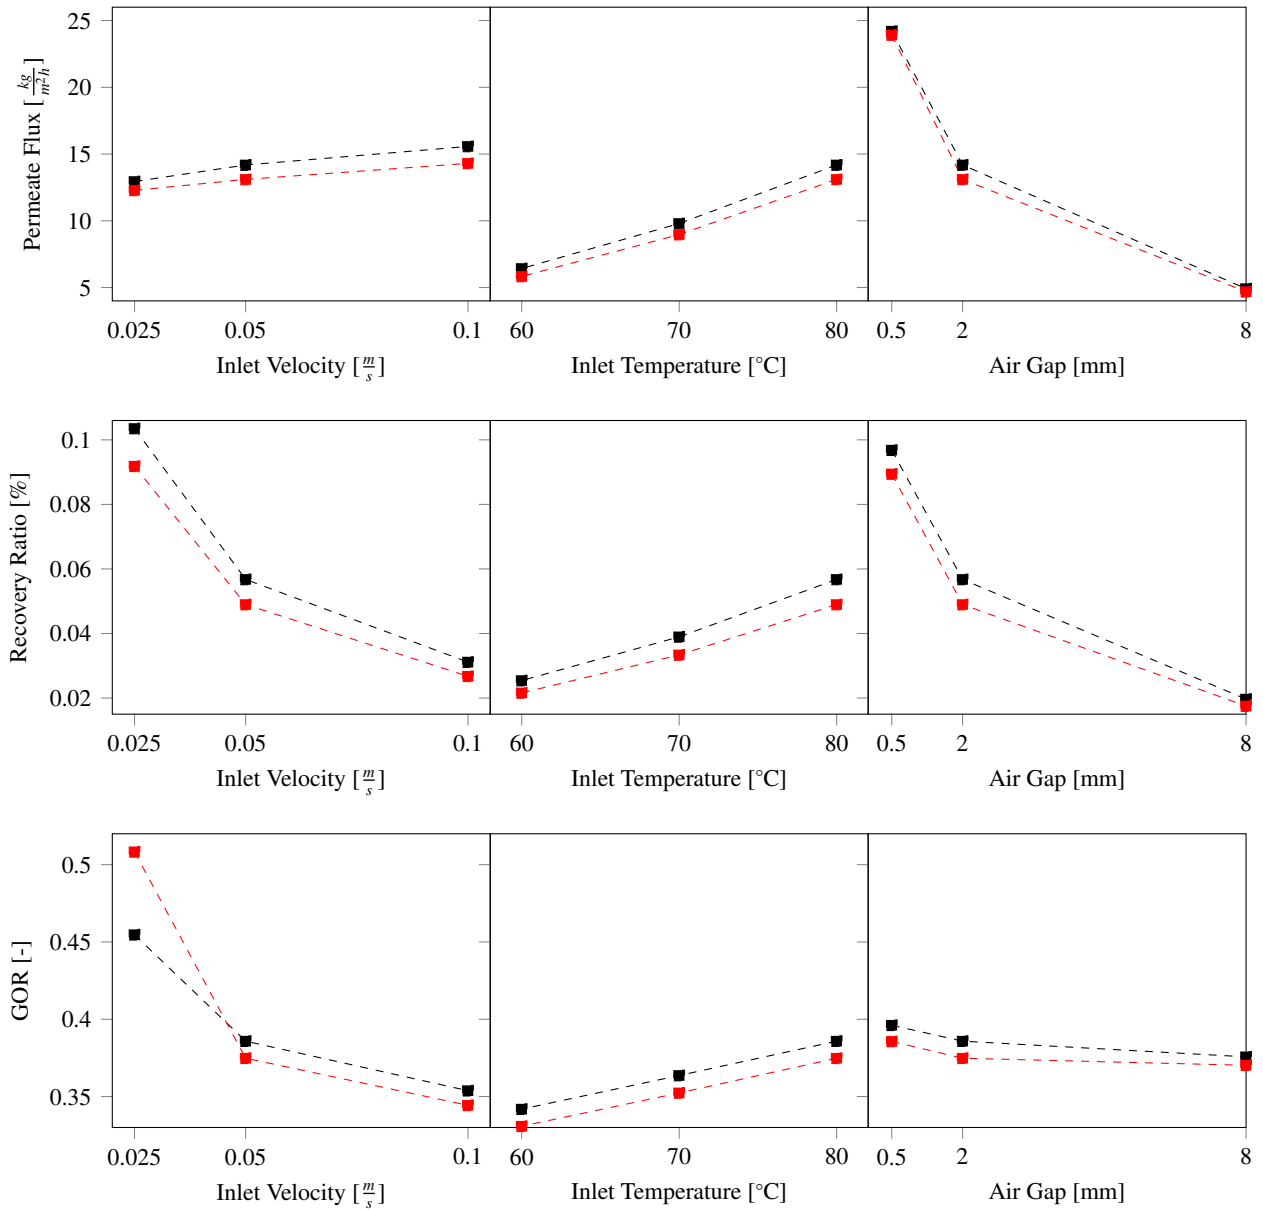 25
20
15
10
5
Permeate Flux [kg/m²h]
0.025 0.05 0.1 60 70 80 0.5 2 8
Inlet Velocity [m/s] Inlet Temperature [°C] Air Gap [mm]
0.1
0.08
0.06
0.04
0.02
Recovery Ratio [%]
0.025 0.05 0.1 60 70 80 0.5 2 8
Inlet Velocity [m/s] Inlet Temperature [°C] Air Gap [mm]
0.5
0.45
0.4
0.35
GOR [-]
0.025 0.05 0.1 60 70 80 0.5 2 8
Inlet Velocity [m/s] Inlet Temperature [°C] Air Gap [mm]